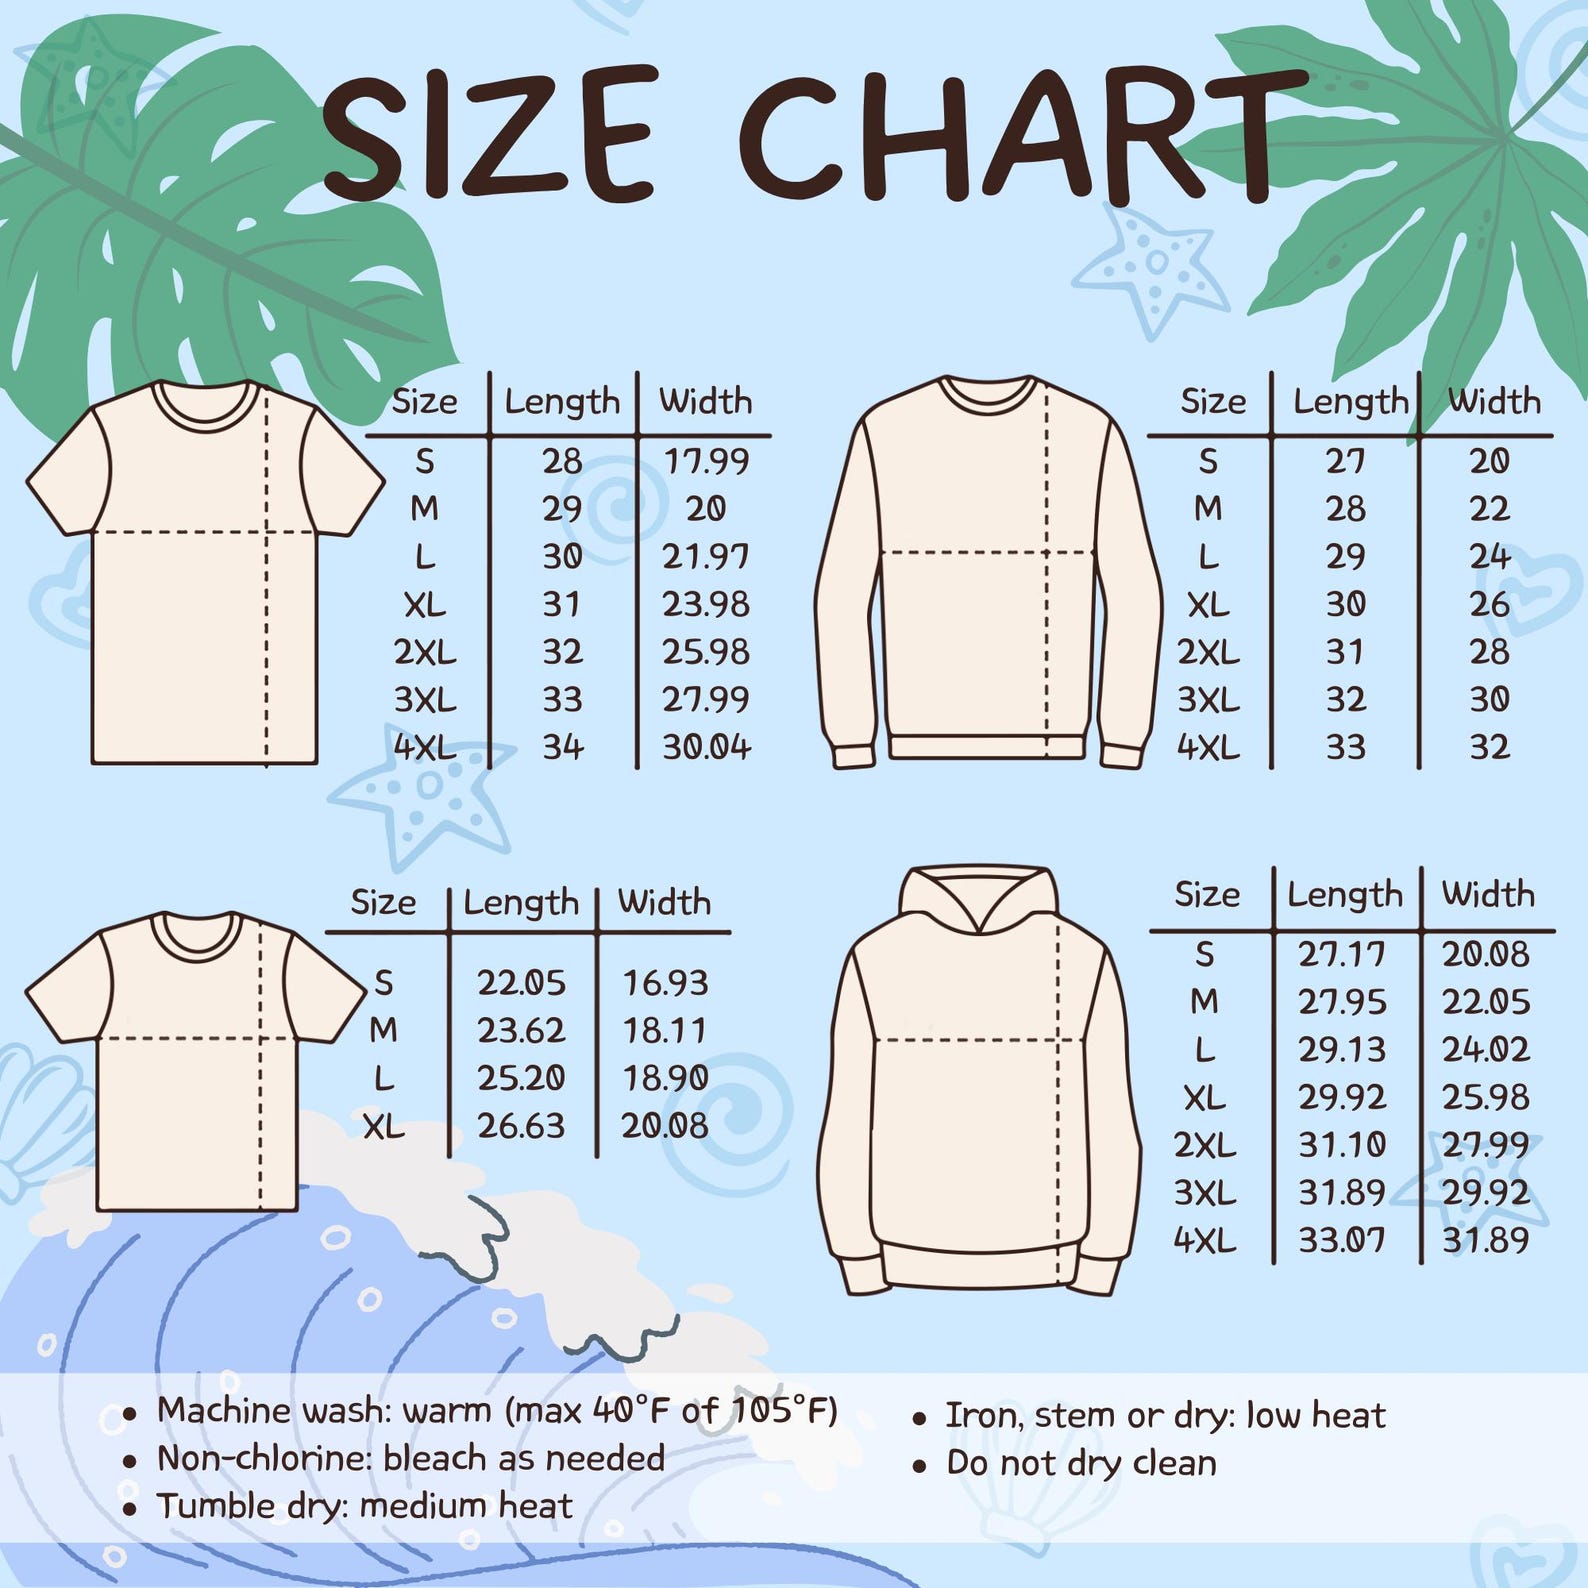 SIZE CHART
Size Length Width
S 28 17.99
M 29 20
L 30 21.97
XL 31 23.98
2XL 32 25.98
3XL 33 27.99
4XL 34 30.04
Size Length Width
S 27 20
M 28 22
L 29 24
XL 30 26
2XL 31 28
3XL 32 30
4XL 33 32
Size Length Width
S 22.05 16.93
M 23.62 18.11
L 25.20 18.90
XL 26.63 20.08
Size Length Width
S 27.17 20.08
M 27.95 22.05
L 29.13 24.02
XL 29.92 25.98
2XL 31.10 27.99
3XL 31.89 29.92
4XL 33.07 31.89
• Machine wash: warm (max 40°F of 105°F)
• Non-chlorine: bleach as needed
• Tumble dry: medium heat
• Iron, stem or dry: low heat
• Do not dry clean